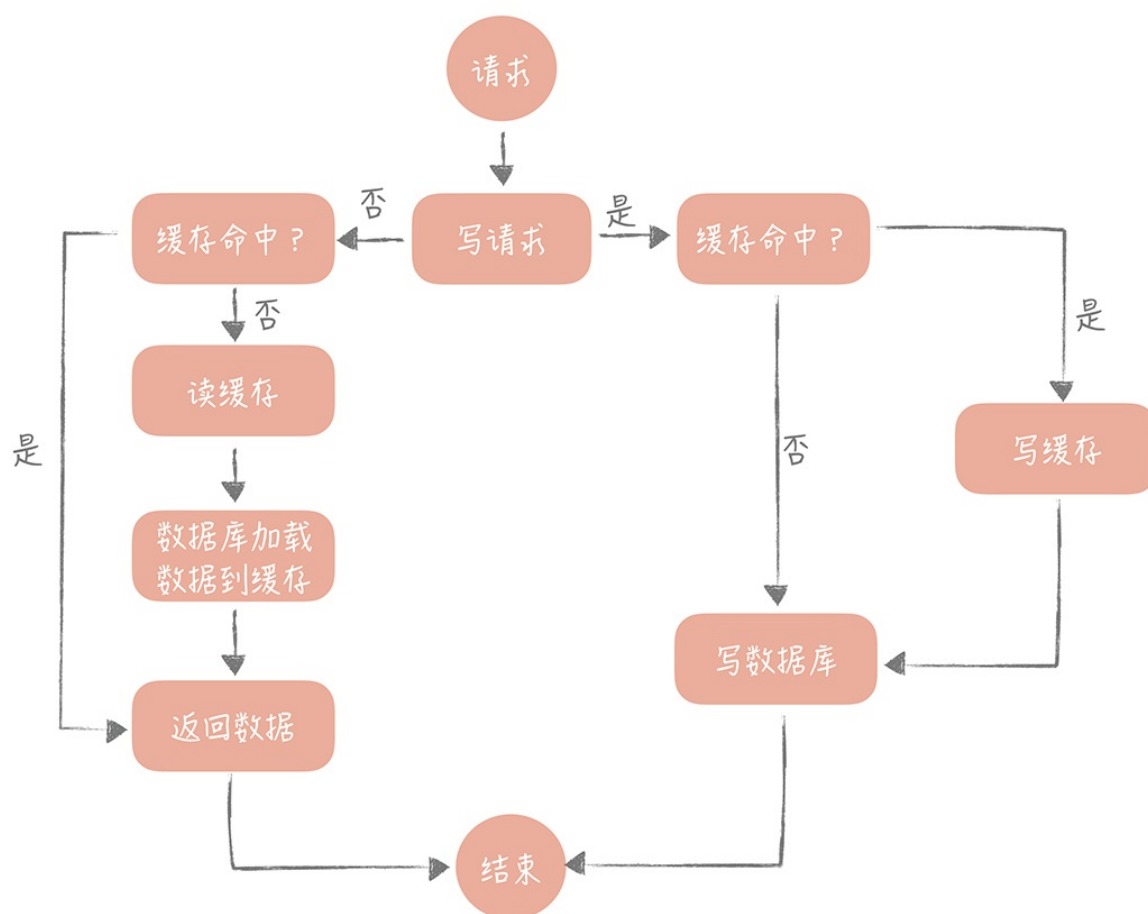 请求
否
写请求
是
缓存命中？
缓存命中？
否
是
读缓存
是
否
写缓存
数据库加载
数据到缓存
写数据库
返回数据
结束